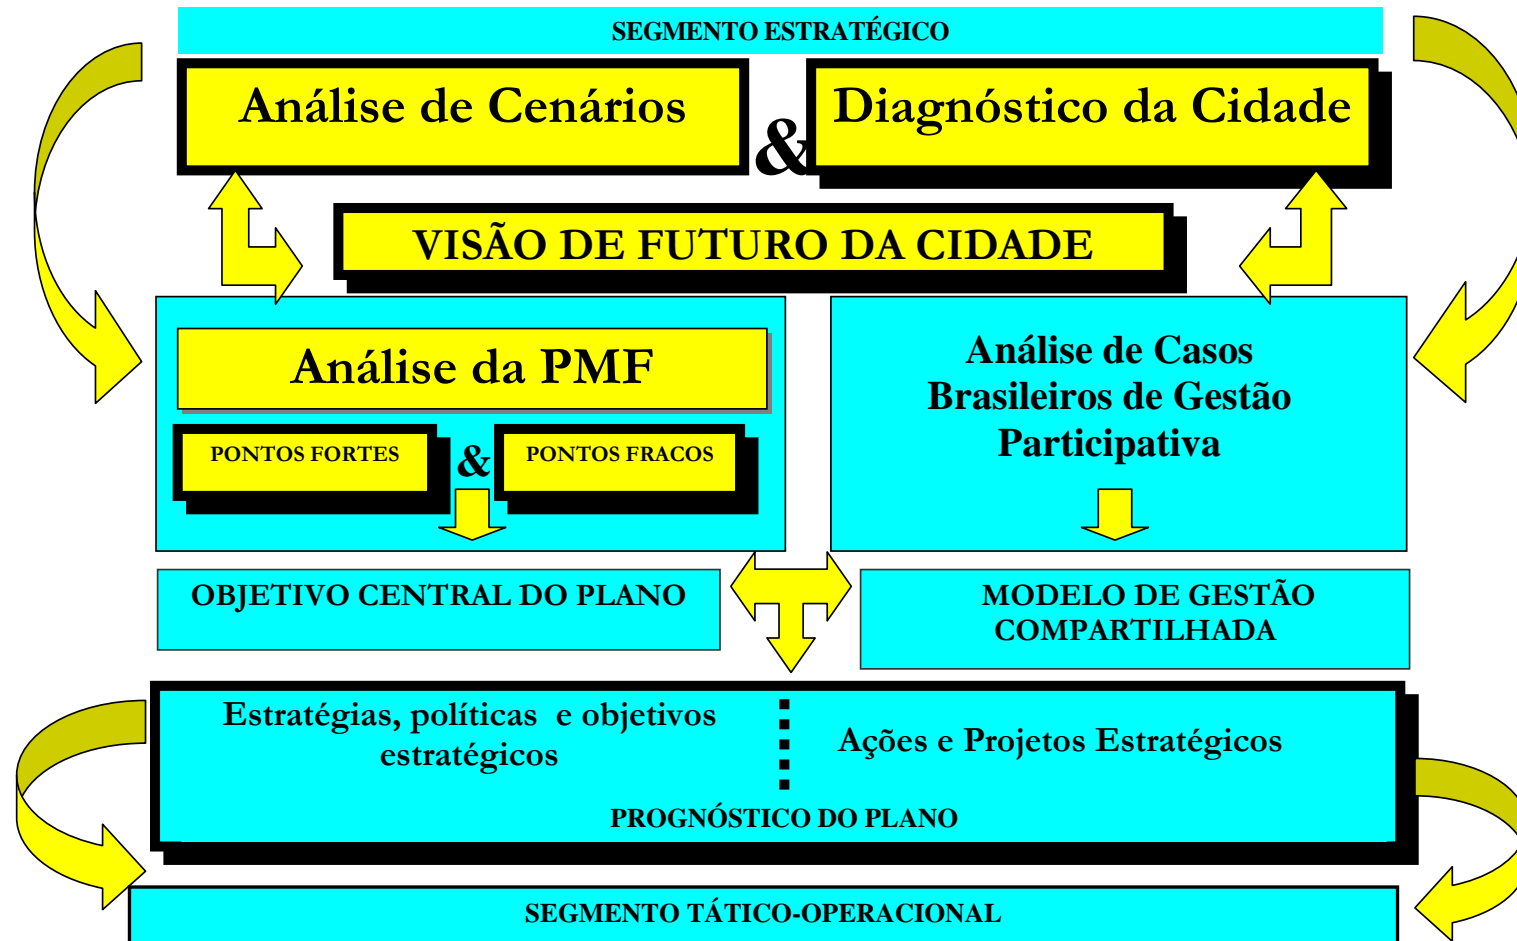 SEGMENTO ESTRATÉGICO
Análise de Cenários
&
Diagnóstico da Cidade
VISÃO DE FUTURO DA CIDADE
Análise da PMF
PONTOS FORTES
&
PONTOS FRACOS
Análise de Casos
Brasileiros de Gestão
Participativa
OBJETIVO CENTRAL DO PLANO
MODELO DE GESTÃO
COMPARTILHADA
Estratégias, políticas e objetivos
estratégicos
Ações e Projetos Estratégicos
PROGNÓSTICO DO PLANO
SEGMENTO TÁTICO-OPERACIONAL